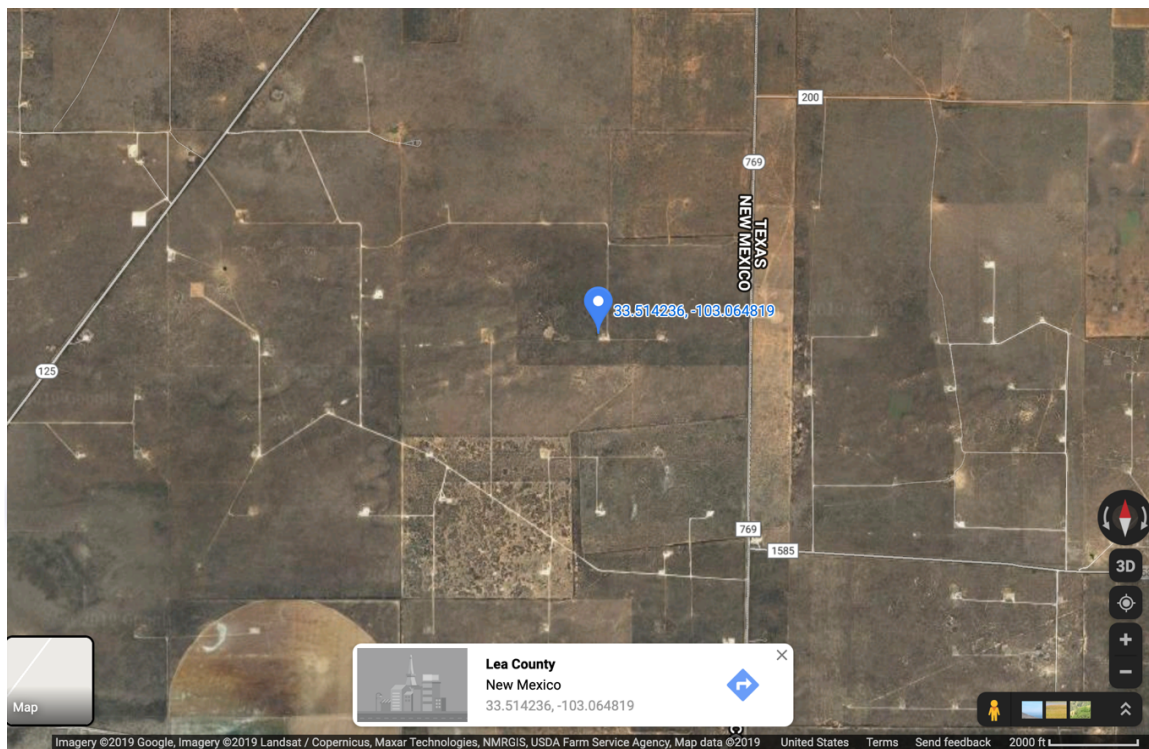 200
769
TEXAS
NEW MEXICO
33.514236, -103.064819
125
769
1585
3D
Map
Lea County
New Mexico
33.514236, -103.064819
Imagery ©2019 Google, Imagery ©2019 Landsat / Copernicus, Maxar Technologies, NMRGIS, USDA Farm Service Agency, Map data ©2019 United States Terms Send feedback 2000 ft